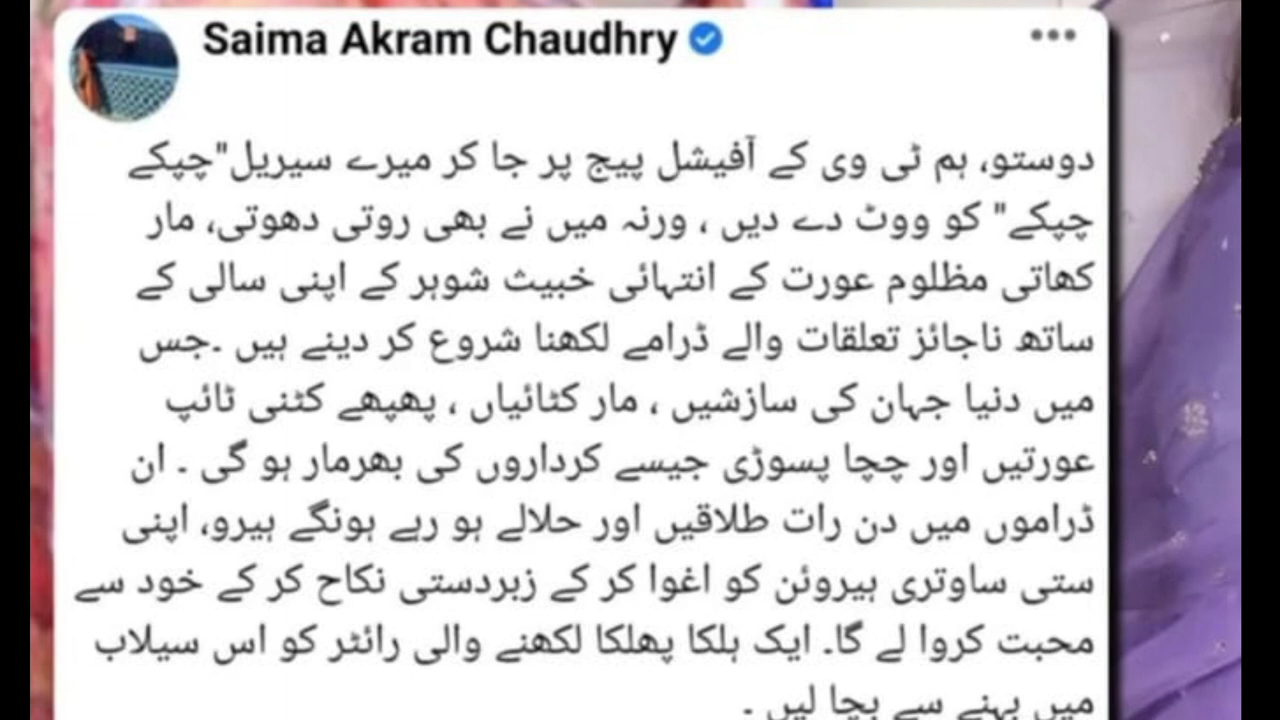 Saima Akram Chaudhry
دوستو، ہم ٹی وی کے آفیشل پیج پر جا کر میرے سیریل"چپکے
چپکے" کو ووٹ دے دیں ، ورنہ میں نے بھی روتی دھوتی، مار
کھاتی مظلوم عورت کے انتہائی خبیث شوہر کے اپنی سالی کے
ساتھ ناجائز تعلقات والے ڈرامے لکھنا شروع کر دینے ہیں ۔جس
میں دنیا جہان کی سازشیں ، مار کٹائیاں ، پھپھے کٹنی ٹائپ
عورتیں اور چچا پسوڑی جیسے کرداروں کی بھرمار ہو گی ۔ ان
ڈراموں میں دن رات طلاقیں اور حلالے ہو رہے ہونگے ہیرو، اپنی
ستی ساوتری ہیروئن کو اغوا کر کے زبردستی نکاح کر کے خود سے
محبت کروا لے گا۔ ایک ہلکا پھلکا لکھنے والی رائٹر کو اس سیلاب
میں بہنے سے بچا لیں ۔